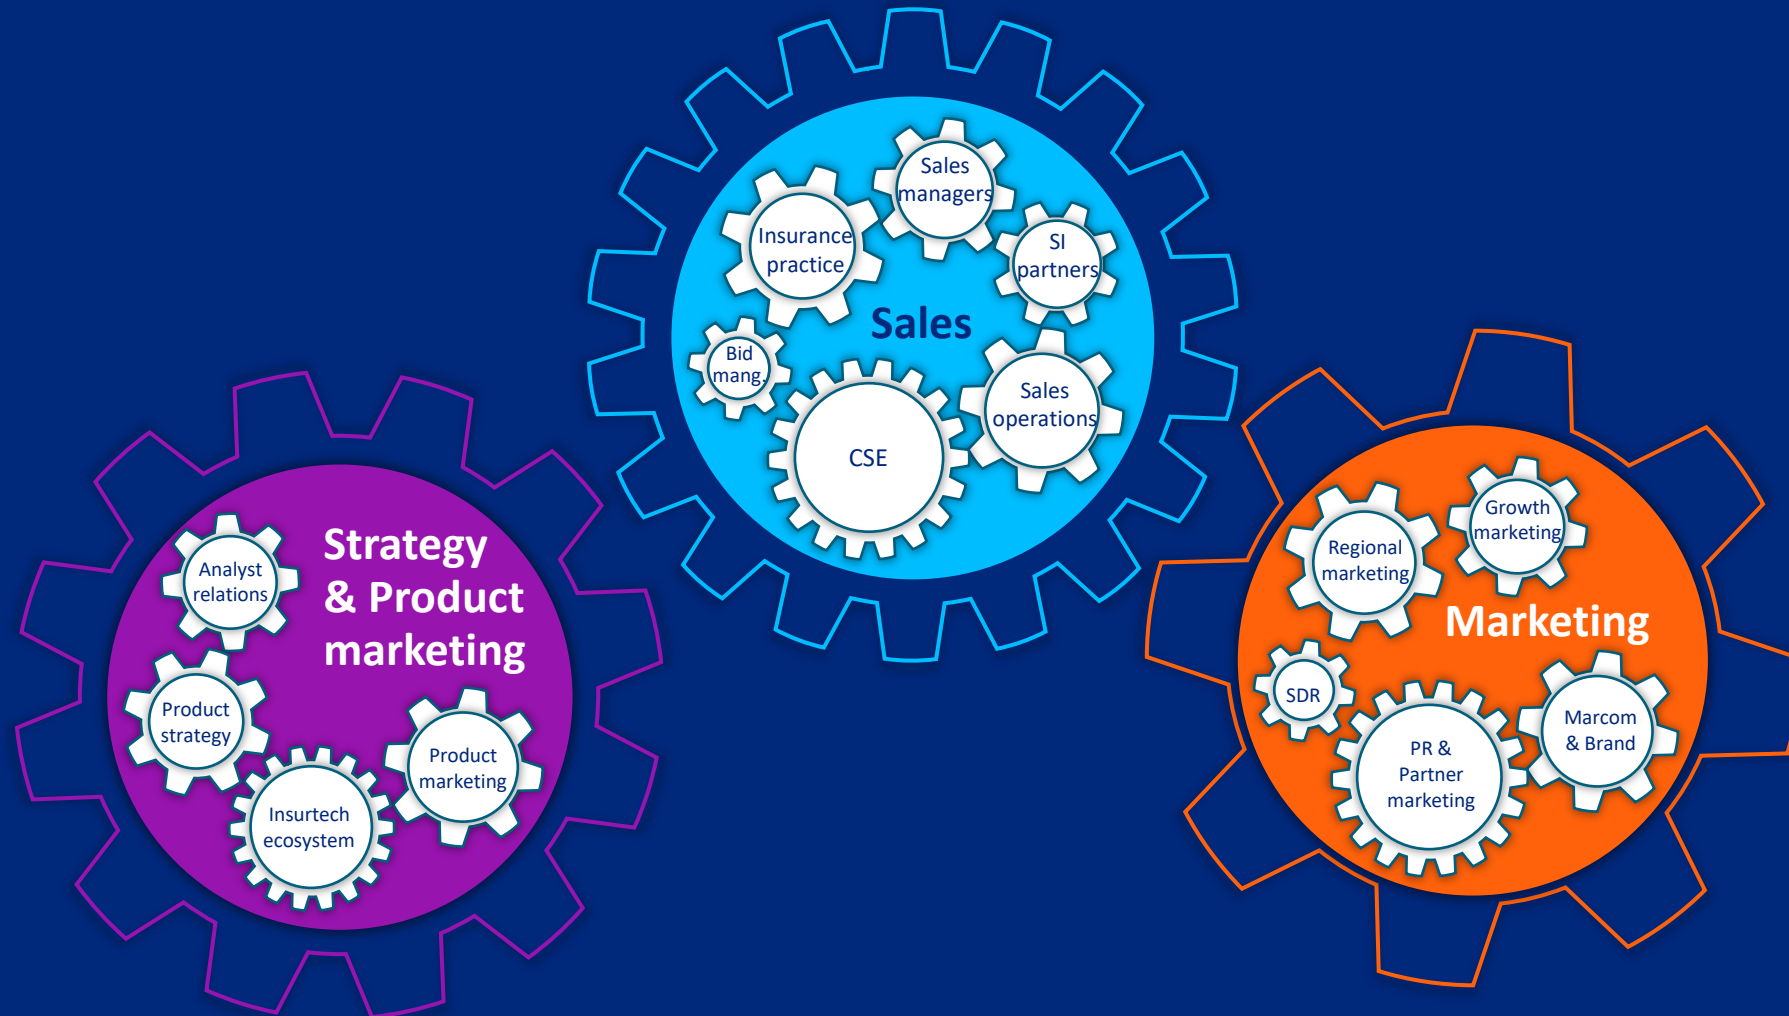 Strategy
& Product
marketing
Analyst
relations
Product
strategy
Insurtech
ecosystem
Product
marketing
Sales
Sales
managers
Insurance
practice
SI
partners
Bid
mang.
Sales
operations
CSE
Marketing
Growth
marketing
Regional
marketing
SDR
PR &
Partner
marketing
Marcom
& Brand